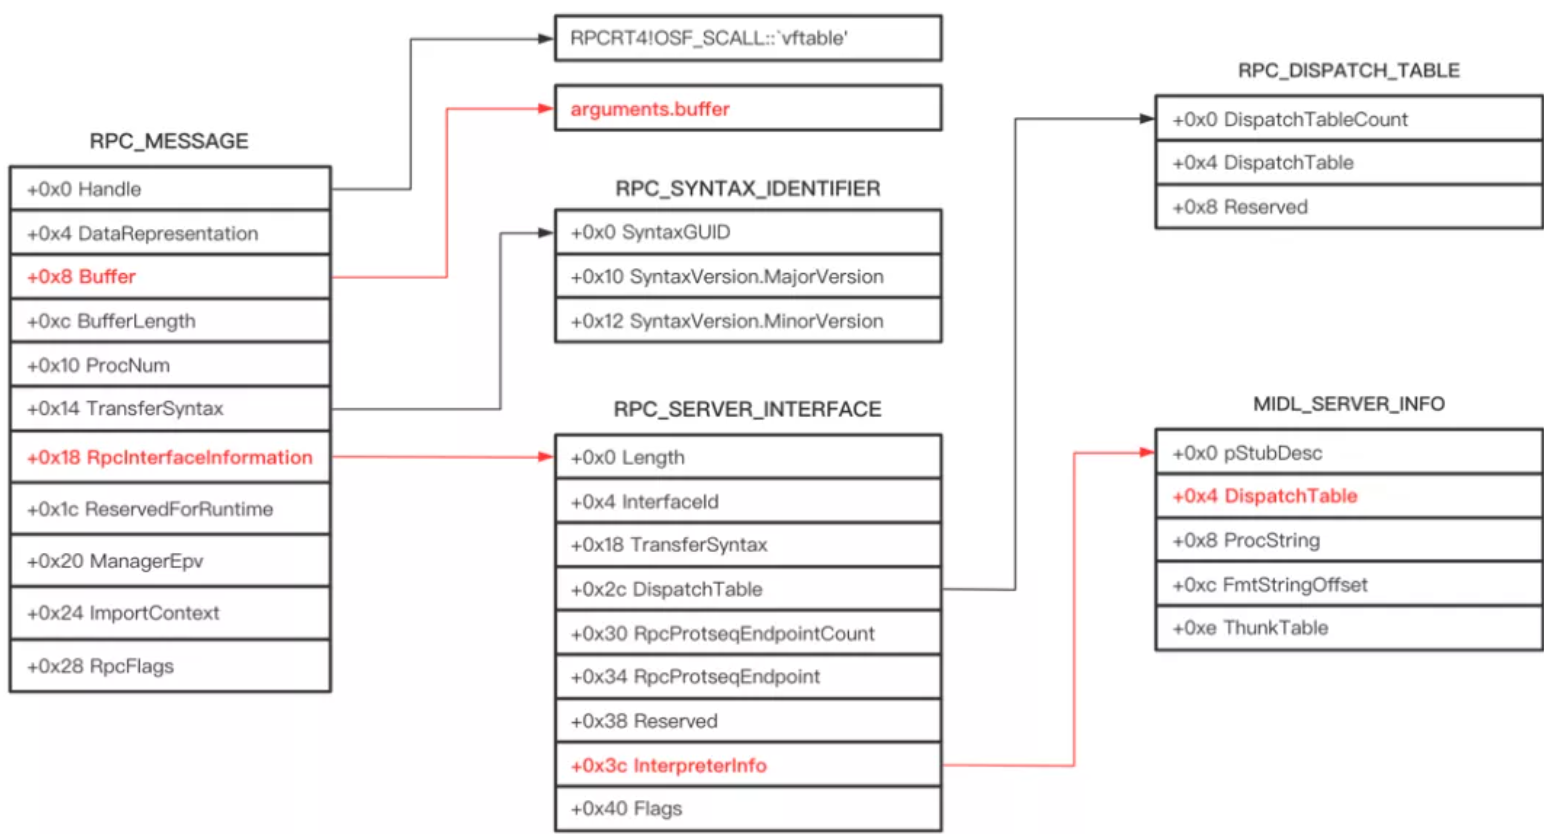 RPC_MESSAGE
+0x0 Handle
+0x4 DataRepresentation
+0x8 Buffer
+0xc BufferLength
+0x10 ProcNum
+0x14 TransferSyntax
+0x18 RpcInterfaceInformation
+0x1c ReservedForRuntime
+0x20 ManagerEpv
+0x24 ImportContext
+0x28 RpcFlags
RPCRT4!OSF_SCALL::`vftable'
arguments.buffer
RPC_SYNTAX_IDENTIFIER
+0x0 SyntaxGUID
+0x10 SyntaxVersion.MajorVersion
+0x12 SyntaxVersion.MinorVersion
RPC_SERVER_INTERFACE
+0x0 Length
+0x4 InterfaceId
+0x18 TransferSyntax
+0x2c DispatchTable
+0x30 RpcProtseqEndpointCount
+0x34 RpcProtseqEndpoint
+0x38 Reserved
+0x3c InterpreterInfo
+0x40 Flags
RPC_DISPATCH_TABLE
+0x0 DispatchTableCount
+0x4 DispatchTable
+0x8 Reserved
MIDL_SERVER_INFO
+0x0 pStubDesc
+0x4 DispatchTable
+0x8 ProcString
+0xc FmtStringOffset
+0xe ThunkTable